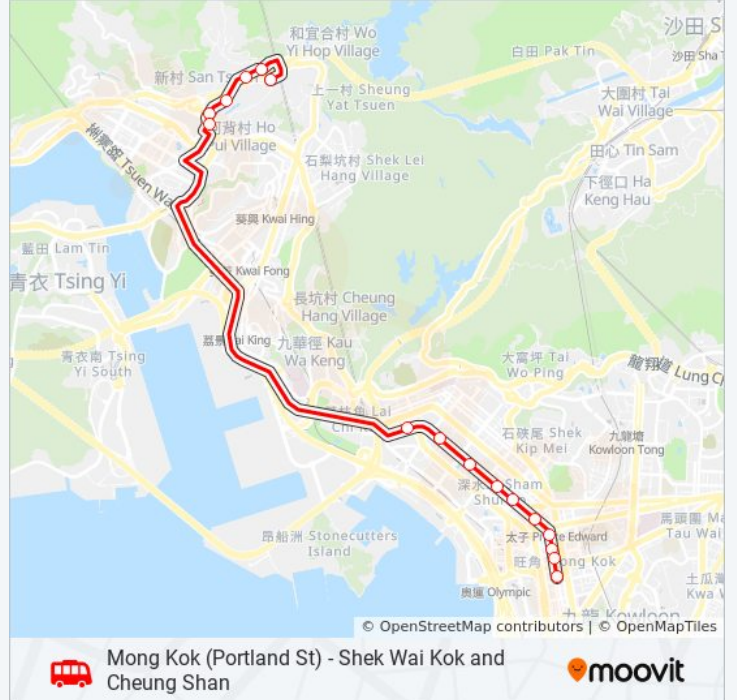 和宜合村 Wo
Yi Hop Village
沙田 S
白田 Pak Tin
沙田 Sha T
新村 San Ts
上一村 Sheung
Yat Tsuen
大圍村 Tai
Wai Village
河背村 Ho
Pui Village
田心 Tin Sam
石梨坑村 Shek Lei
Hang Village
下徑口 Ha
Keng Hau
Tsuen Wa
葵興 Kwai Hing
藍田 Lam Tin
青衣 Tsing Yi
Kwai Fong
長坑村 Cheung
Hang Village
荔景 Lai King
九華徑 Kau
Wa Keng
青衣南 Tsing
Yi South
大窩坪 Tai
Wo Ping
龍翔道 Lung C
Lai
石硤尾 Shek
Kip Mei
九龍塘
Kowloon Tong
深水 Sham
昂船洲 Stonecutters
Island
太子 Prince Edward
馬頭圍 Ma
Tau Wai
旺角 Mong Kok
奧運 Olympic
土瓜灣
Kwa
九龍 Kowloon
© OpenStreetMap contributors | © OpenMapTiles
Mong Kok (Portland St) - Shek Wai Kok and
Cheung Shan
moovit